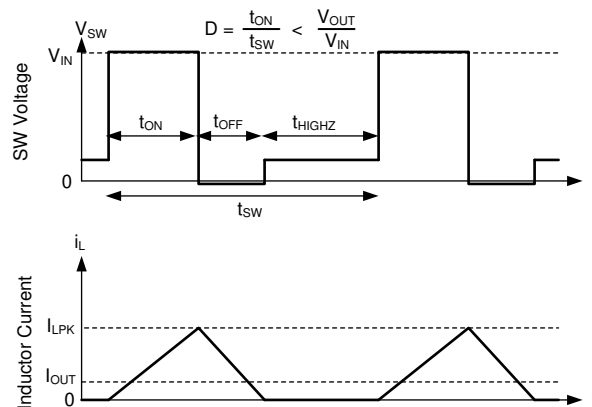 V_SW
D = t_ON / t_SW < V_OUT / V_IN
V_IN
SW Voltage
t_ON
t_OFF
t_HIGHZ
0
t_SW
i_L
Inductor Current
I_LPK
I_OUT
0